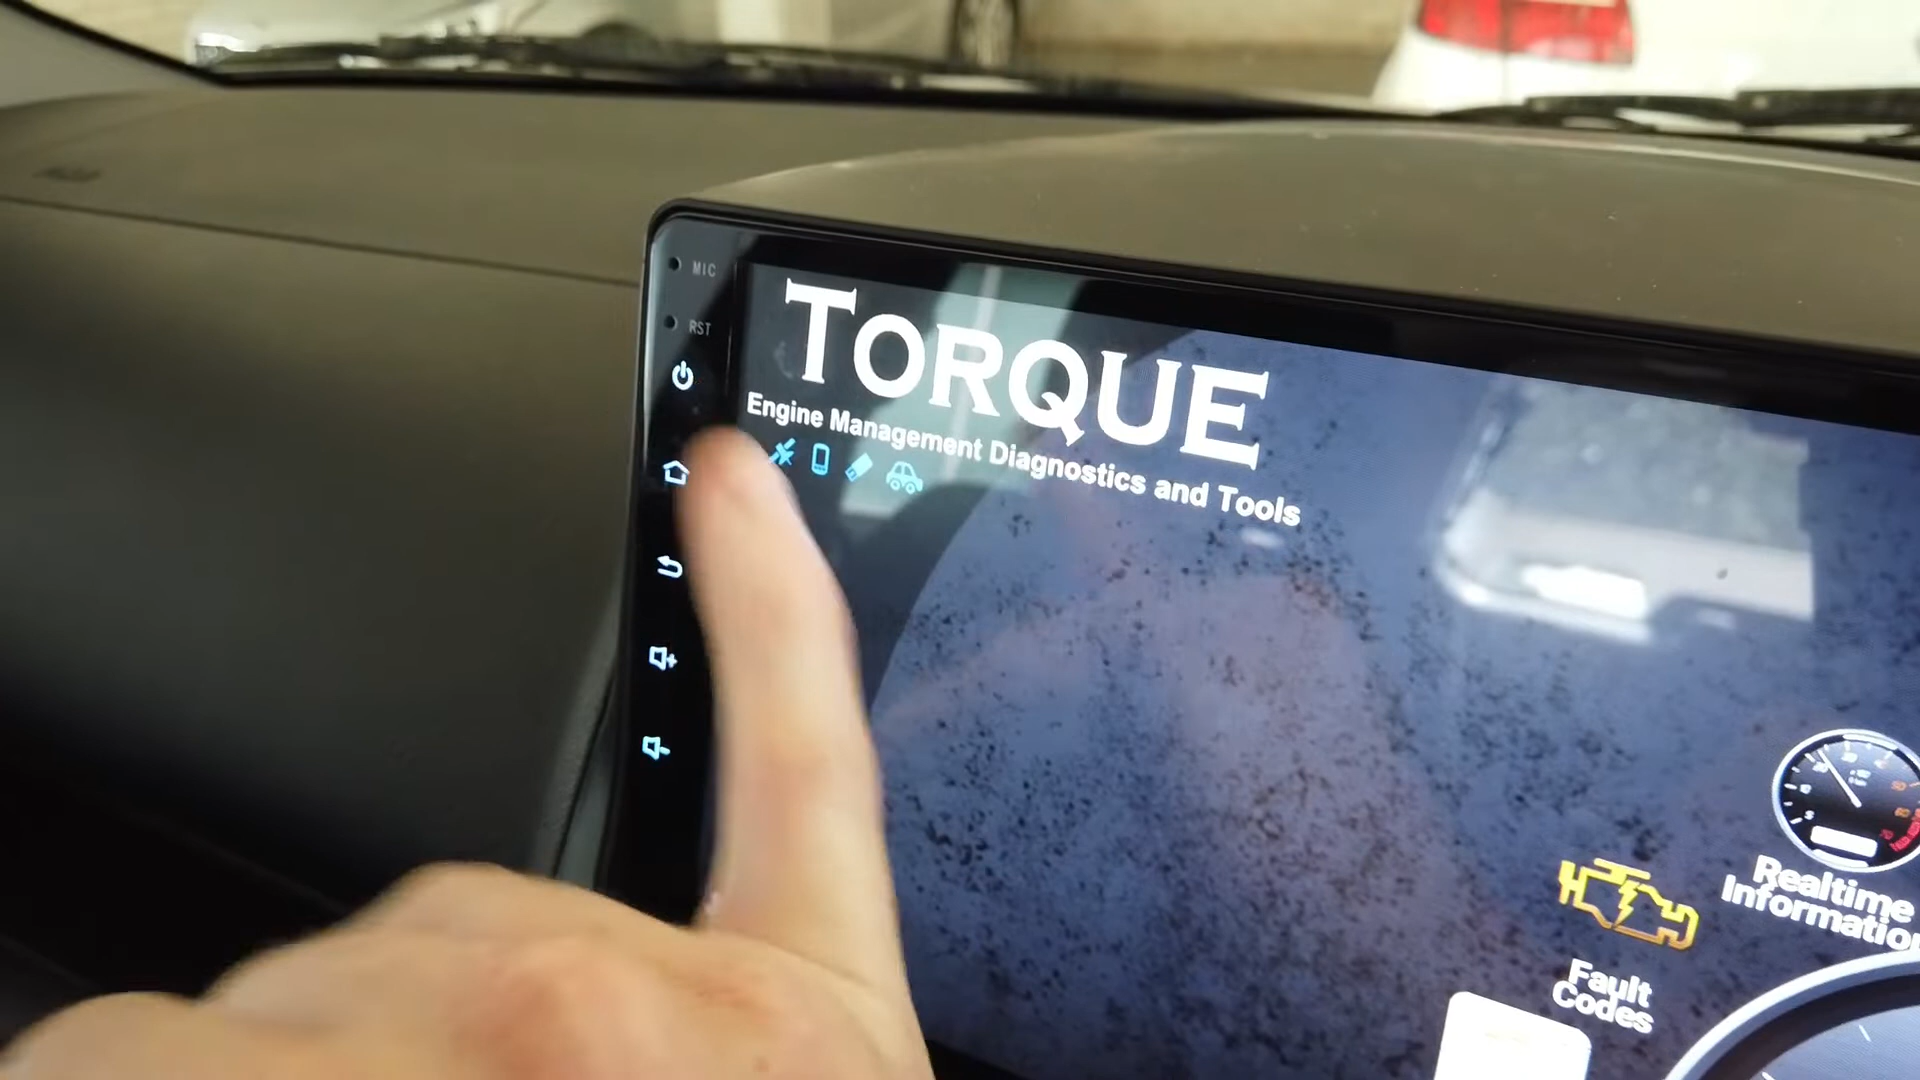 MIC
RST
TORQUE
Engine Management Diagnostics and Tools
Realtime
Information
Fault
Codes